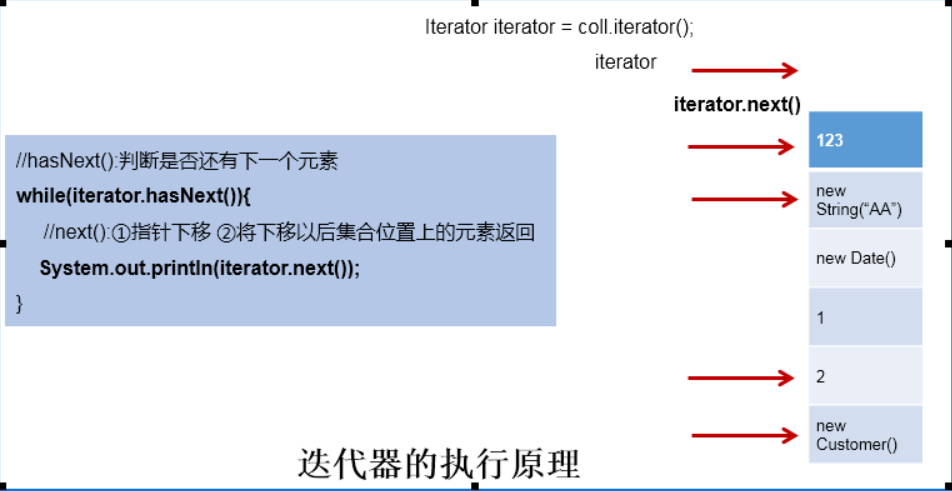 Iterator iterator = coll.iterator();
iterator
iterator.next()
//hasNext():判断是否还有下一个元素
while(iterator.hasNext()){
//next():①指针下移 ②将下移以后集合位置上的元素返回
System.out.println(iterator.next());
}
123
new
String(“AA”)
new Date()
1
2
new
Customer()
迭代器的执行原理